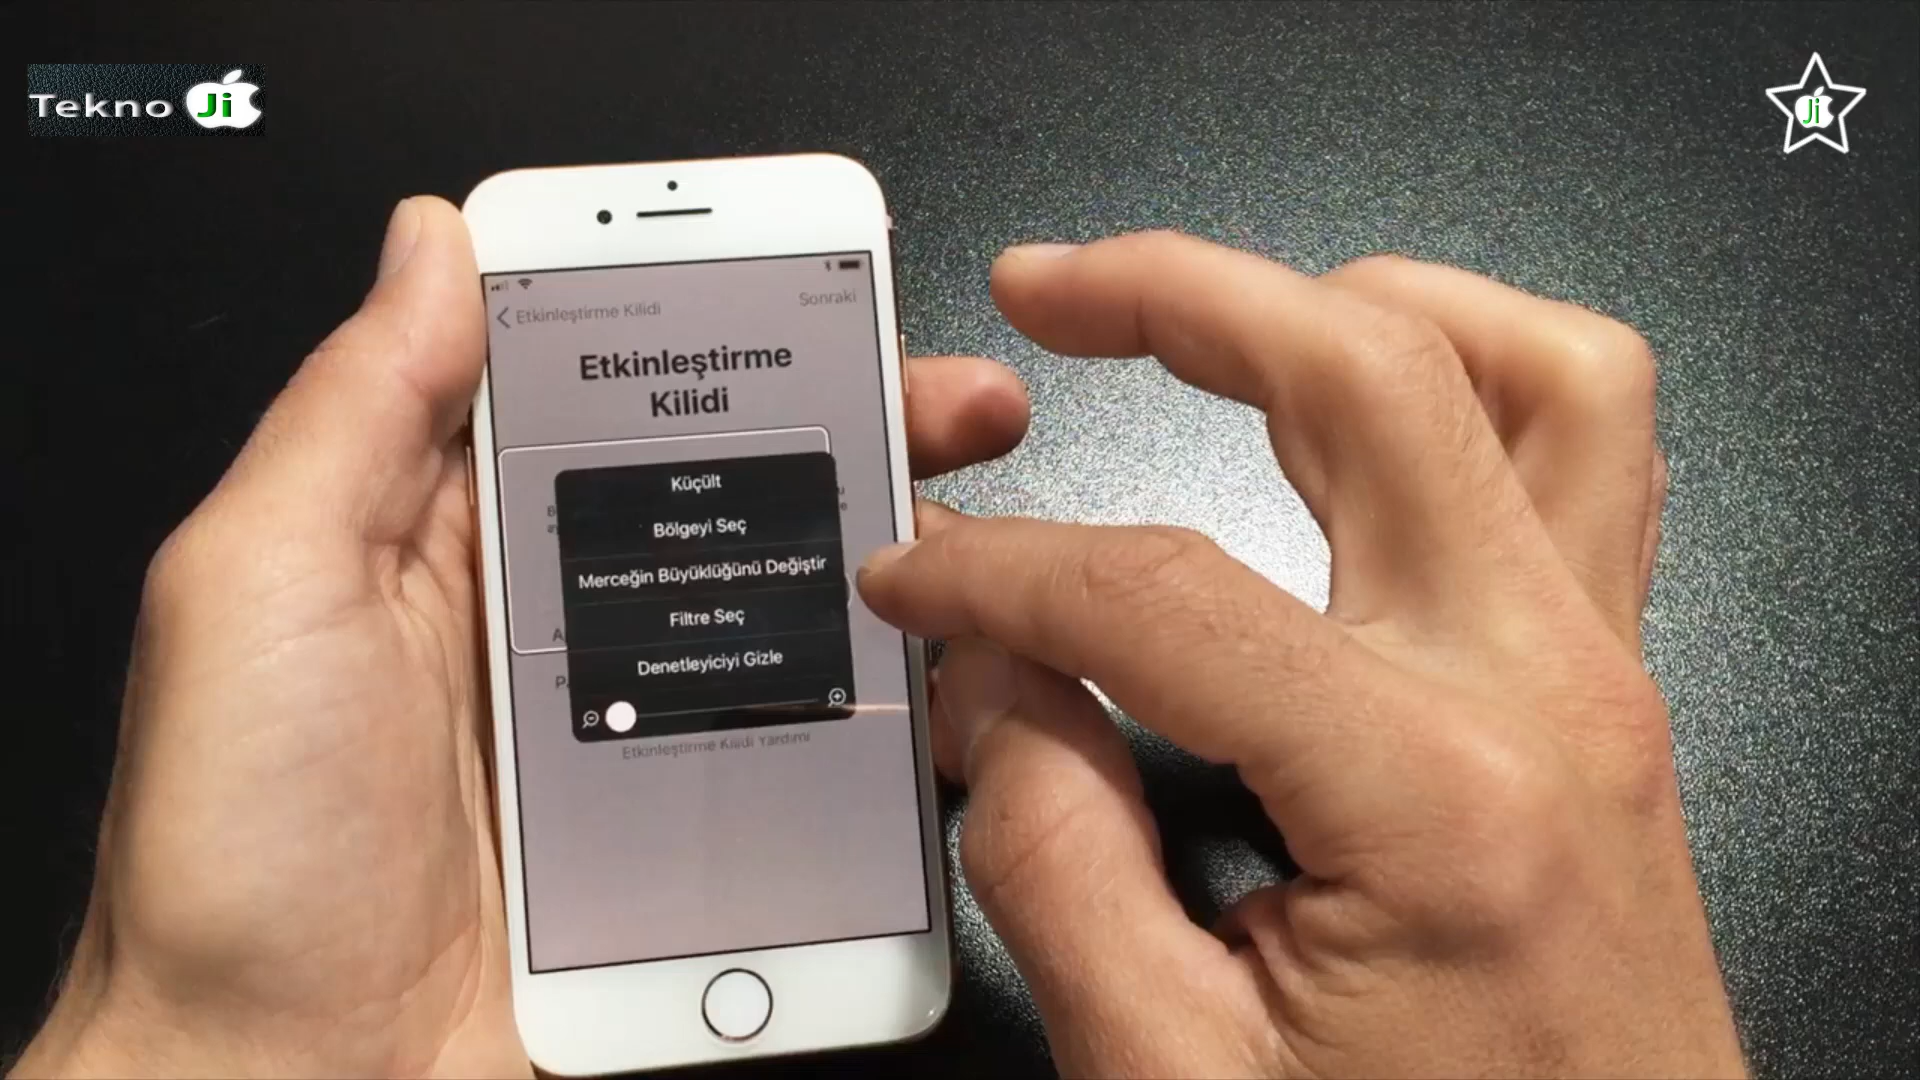 Tekno Ji
Ji
Etkinleştirme Kilidi
Sonraki
Etkinleştirme
Kilidi
Küçült
Bölgeyi Seç
Merceğin Büyüklüğünü Değiştir
Filtre Seç
Denetleyiciyi Gizle
Etkinleştirme Kilidi Yardımı